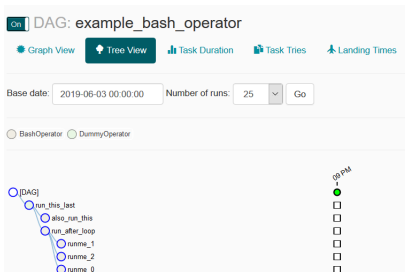 On DAG: example_bash_operator
Graph View Tree View Task Duration Task Tries Landing Times
Base date: 2019-06-03 00:00:00 Number of runs: 25 Go
BashOperator DummyOperator
09 PM
[DAG]
run_this_last
also_run_this
run_after_loop
runme_1
runme_2
runme_0